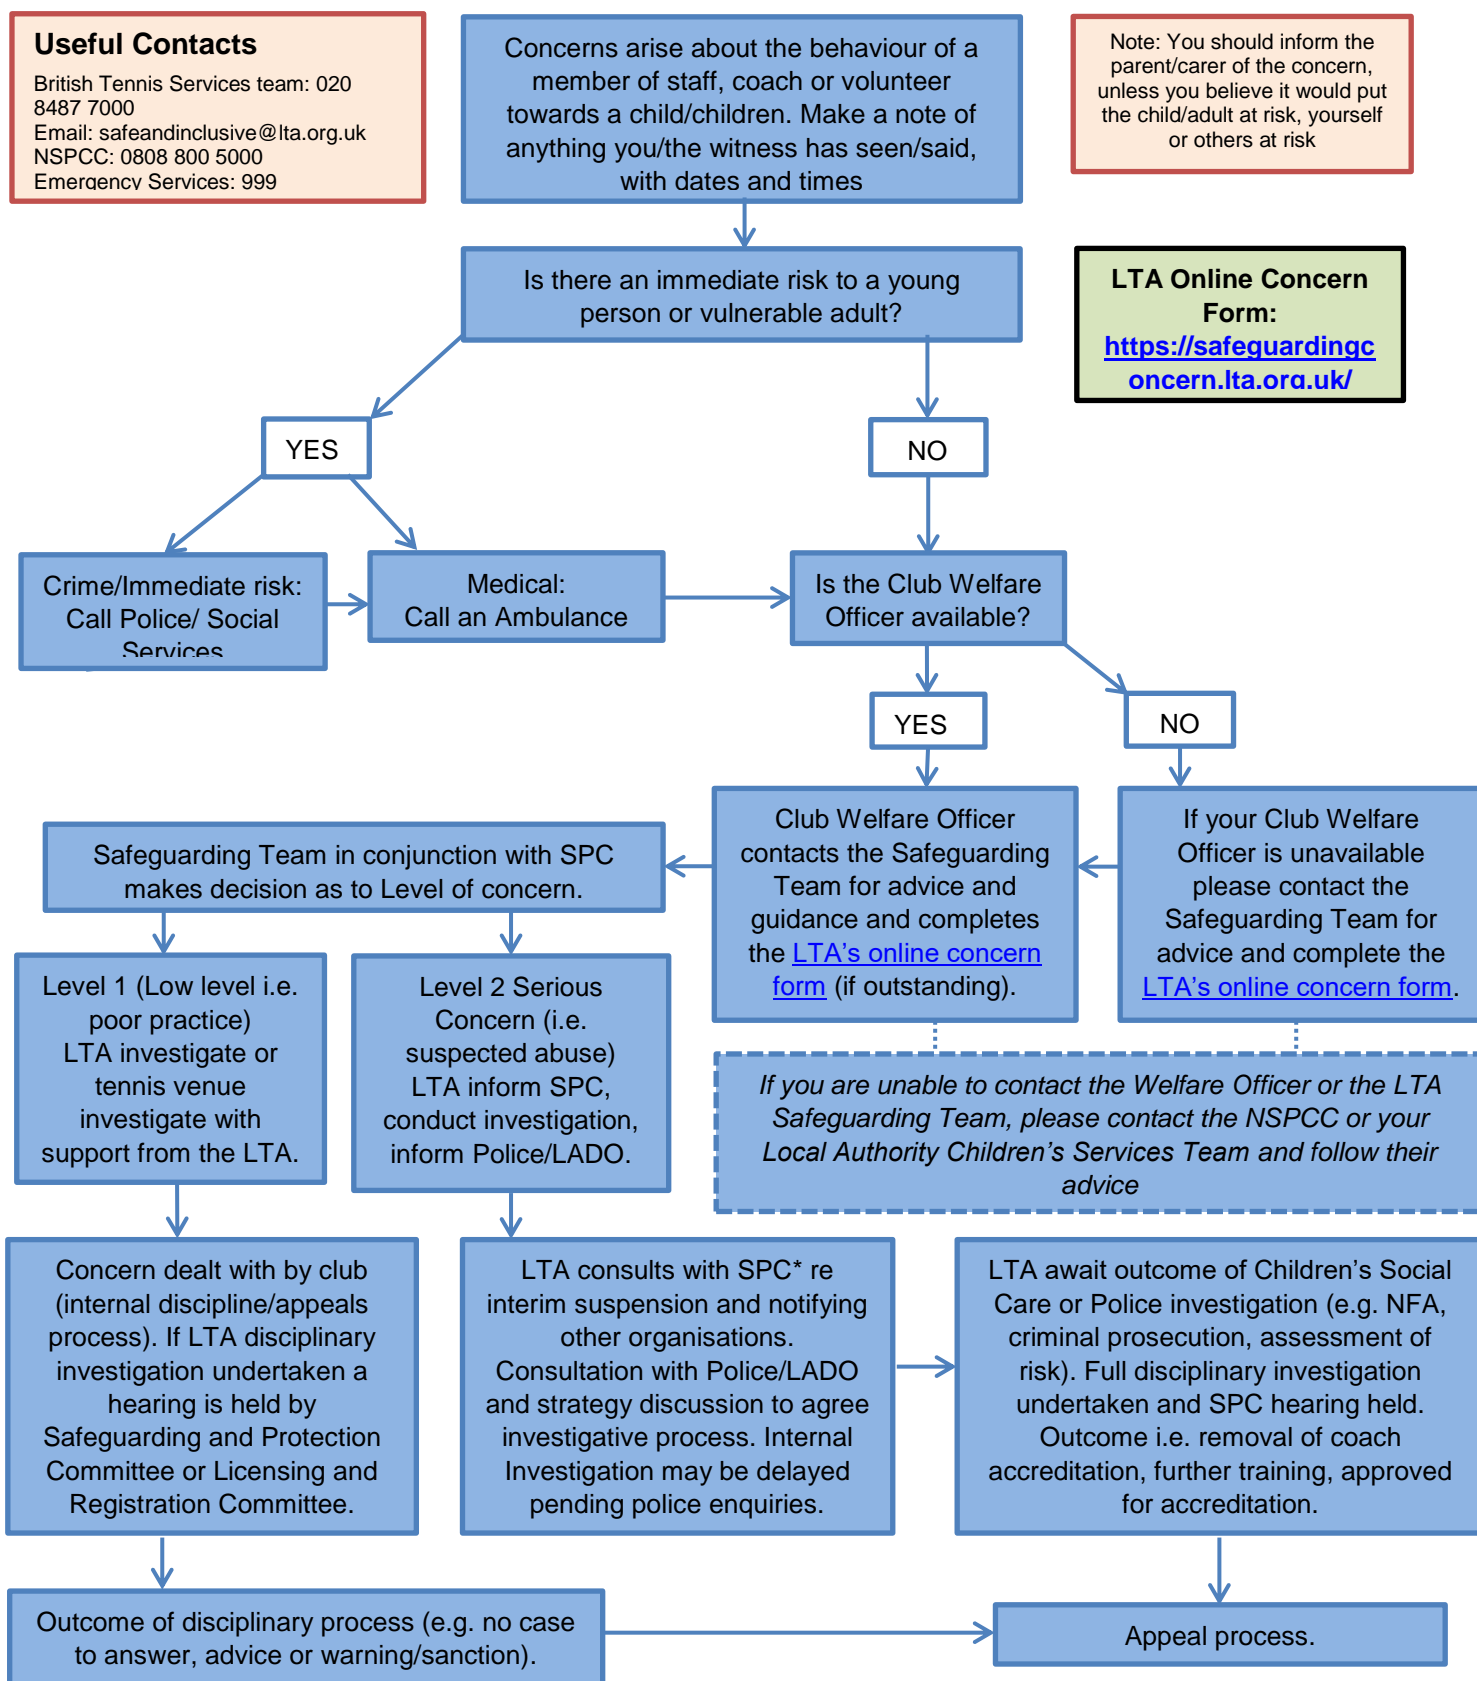 Useful Contacts
British Tennis Services team: 020
8487 7000
Email: safeandinclusive@lta.org.uk
NSPCC: 0808 800 5000
Emergency Services: 999
Concerns arise about the behaviour of a
member of staff, coach or volunteer
towards a child/children. Make a note of
anything you/the witness has seen/said,
with dates and times
Note: You should inform the
parent/carer of the concern,
unless you believe it would put
the child/adult at risk, yourself
or others at risk
Is there an immediate risk to a young
person or vulnerable adult?
LTA Online Concern
Form:
https://safeguardingc
oncern.lta.org.uk/
YES
NO
Crime/Immediate risk:
Call Police/ Social
Services
Medical:
Call an Ambulance
Is the Club Welfare
Officer available?
YES
NO
Safeguarding Team in conjunction with SPC
makes decision as to Level of concern.
Club Welfare Officer
contacts the Safeguarding
Team for advice and
guidance and completes
the LTA's online concern
form (if outstanding).
If your Club Welfare
Officer is unavailable
please contact the
Safeguarding Team for
advice and complete the
LTA's online concern form.
Level 1 (Low level i.e.
poor practice)
LTA investigate or
tennis venue
investigate with
support from the LTA.
Level 2 Serious
Concern (i.e.
suspected abuse)
LTA inform SPC,
conduct investigation,
inform Police/LADO.
If you are unable to contact the Welfare Officer or the LTA
Safeguarding Team, please contact the NSPCC or your
Local Authority Children's Services Team and follow their
advice
Concern dealt with by club
(internal discipline/appeals
process). If LTA disciplinary
investigation undertaken a
hearing is held by
Safeguarding and Protection
Committee or Licensing and
Registration Committee.
LTA consults with SPC* re
interim suspension and notifying
other organisations.
Consultation with Police/LADO
and strategy discussion to agree
investigative process. Internal
Investigation may be delayed
pending police enquiries.
LTA await outcome of Children's Social
Care or Police investigation (e.g. NFA,
criminal prosecution, assessment of
risk). Full disciplinary investigation
undertaken and SPC hearing held.
Outcome i.e. removal of coach
accreditation, further training, approved
for accreditation.
Outcome of disciplinary process (e.g. no case
to answer, advice or warning/sanction).
Appeal process.